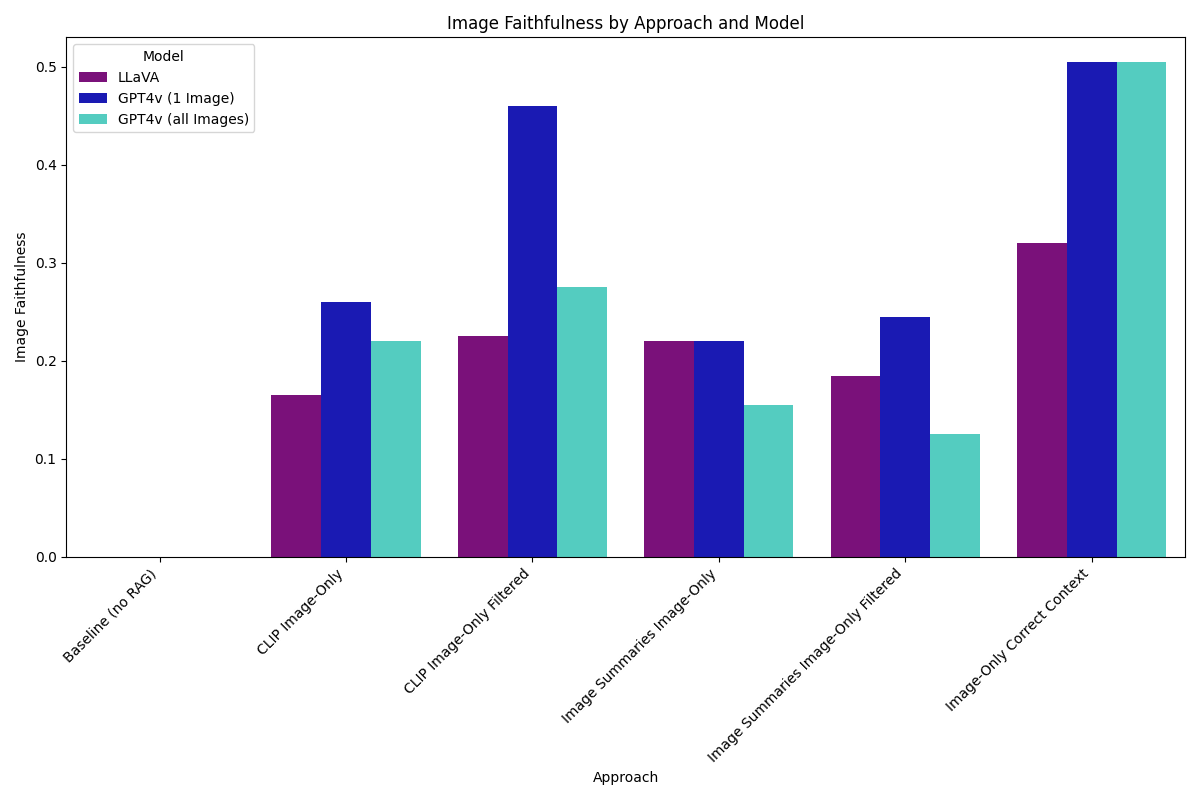 Image Faithfulness by Approach and Model
Model
LLaVA
GPT4v (1 Image)
GPT4v (all Images)
Image Faithfulness
0.5
0.4
0.3
0.2
0.1
0.0
Baseline (no RAG)
CLIP Image-Only
CLIP Image-Only Filtered
Image Summaries Image-Only
Image Summaries Image-Only Filtered
Image-Only Correct Context
Approach